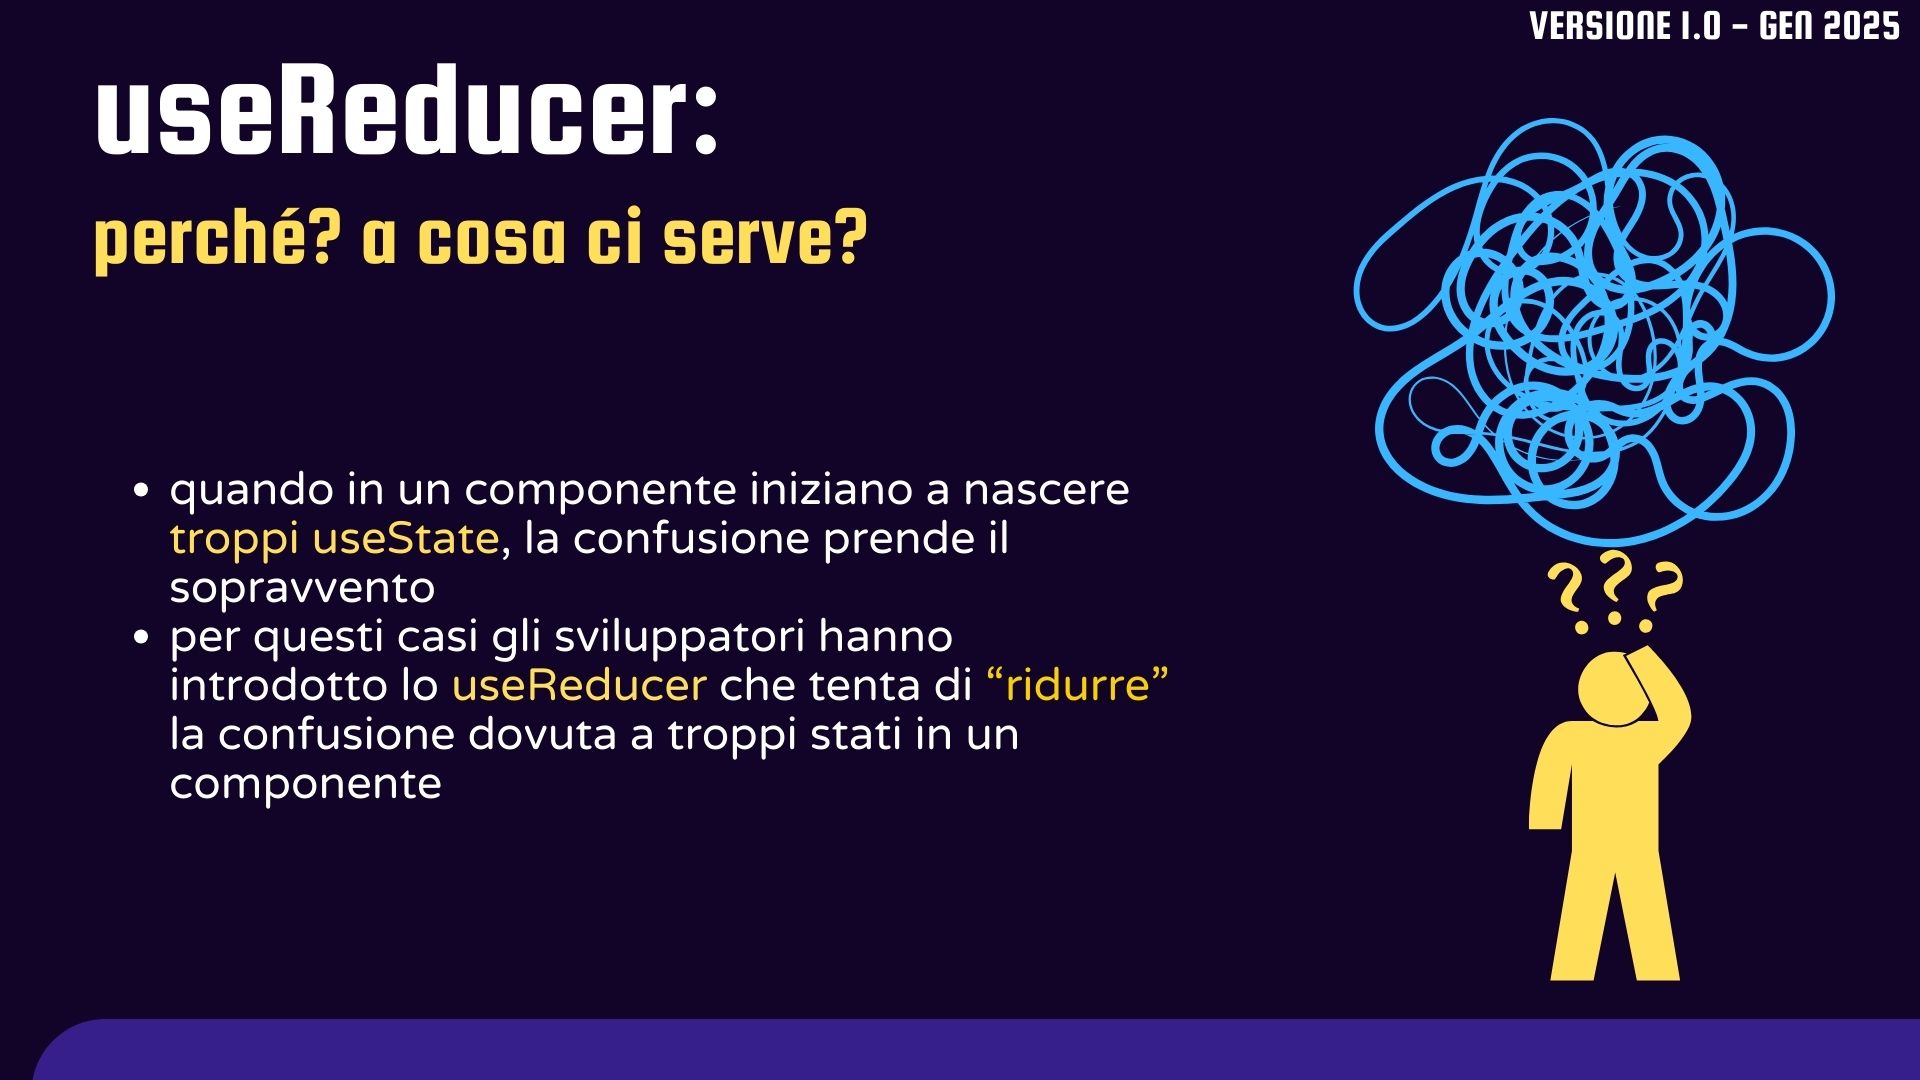 VERSIONE 1.0 - GEN 2025
useReducer:
perché? a cosa ci serve?
• quando in un componente iniziano a nascere
troppi useState, la confusione prende il
sopravvento
• per questi casi gli sviluppatori hanno
introdotto lo useReducer che tenta di “ridurre”
la confusione dovuta a troppi stati in un
componente
???